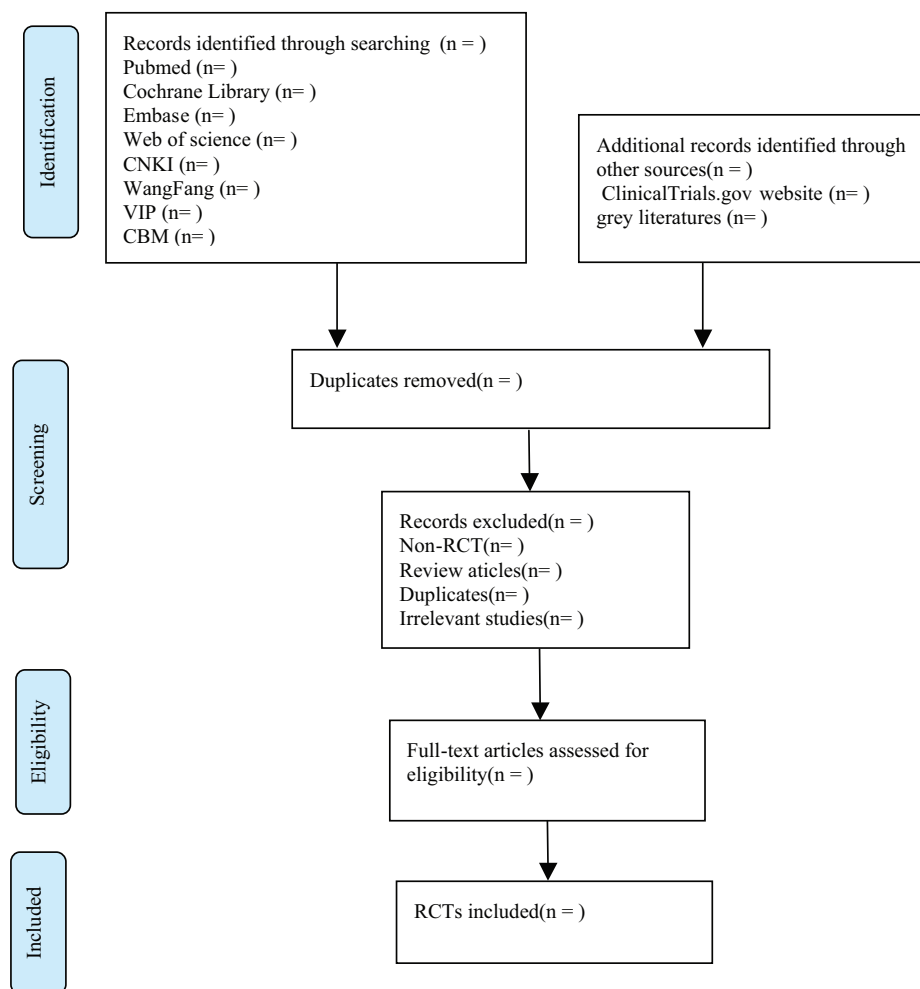 Identification
Records identified through searching (n = )
Pubmed (n= )
Cochrane Library (n= )
Embase (n= )
Web of science (n= )
CNKI (n= )
WangFang (n= )
VIP (n= )
CBM (n= )
Additional records identified through
other sources(n = )
ClinicalTrials.gov website (n= )
grey literatures (n= )
Screening
Duplicates removed(n = )
Records excluded(n = )
Non-RCT(n= )
Review aticles(n= )
Duplicates(n= )
Irrelevant studies(n= )
Eligibility
Full-text articles assessed for
eligibility(n = )
Included
RCTs included(n = )